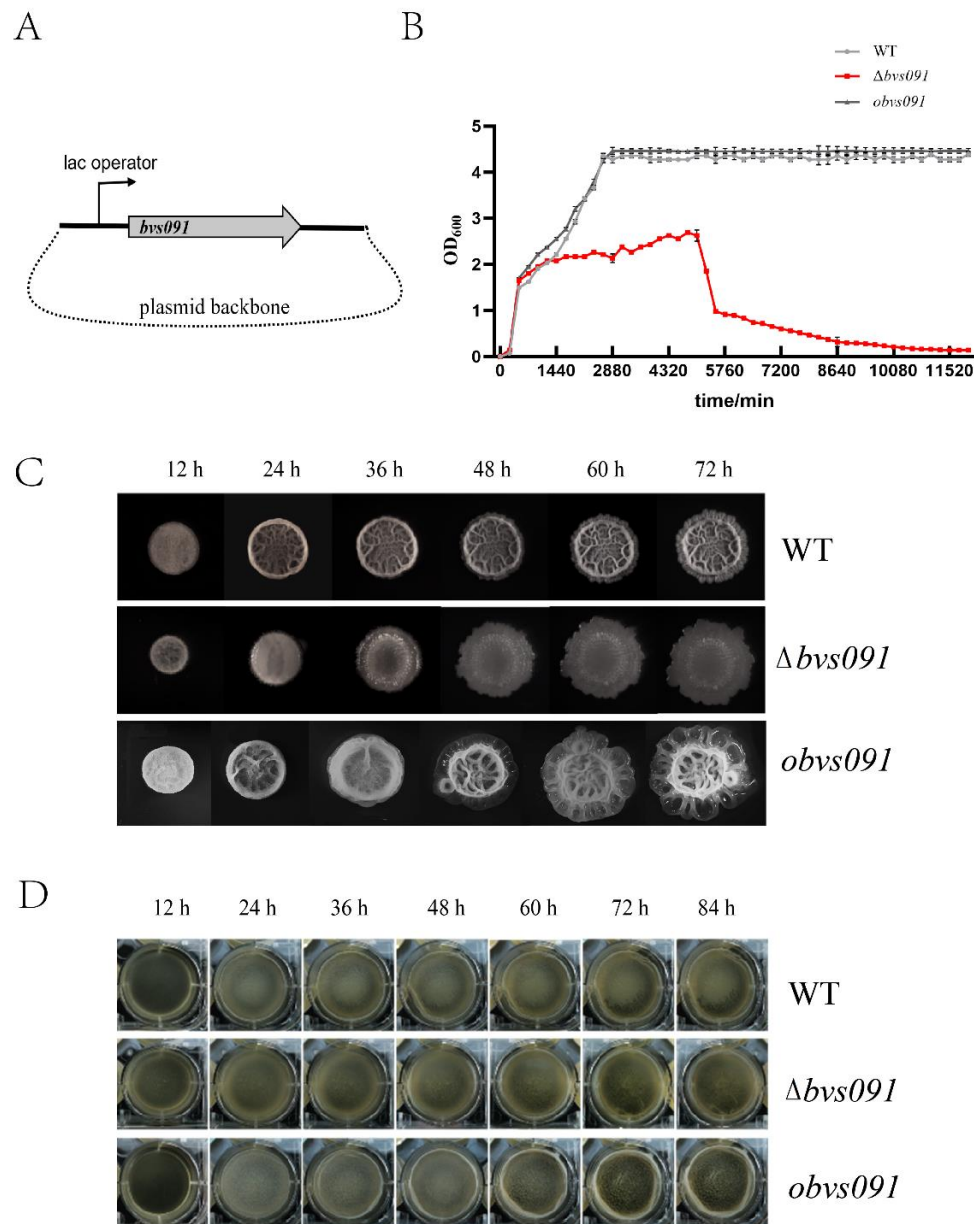 A
lac operator
bvs091
plasmid backbone
B
WT
Δbvs091
obvs091
5
4
3
2
1
0
OD600
0 1440 2880 4320 5760 7200 8640 10080 11520
time/min
C
12 h 24 h 36 h 48 h 60 h 72 h
WT
Δbvs091
obvs091
D
12 h 24 h 36 h 48 h 60 h 72 h 84 h
WT
Δbvs091
obvs091